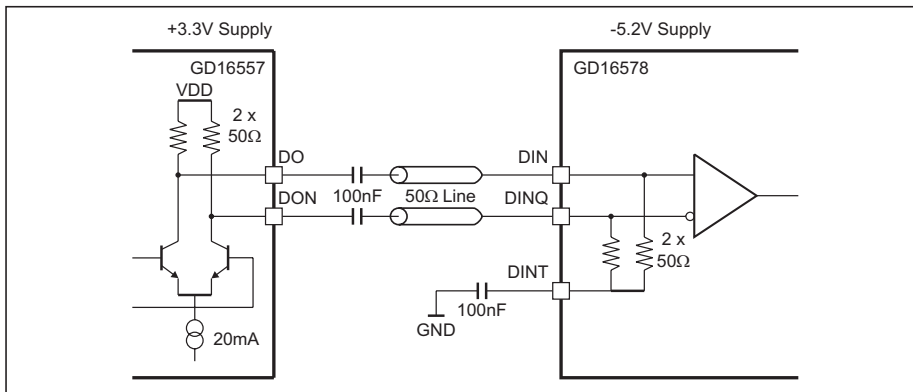 +3.3V Supply
-5.2V Supply
GD16557
GD16578
VDD
2 x
50Ω
DO
DIN
100nF
50Ω Line
DON
DINQ
2 x
50Ω
DINT
100nF
GND
20mA